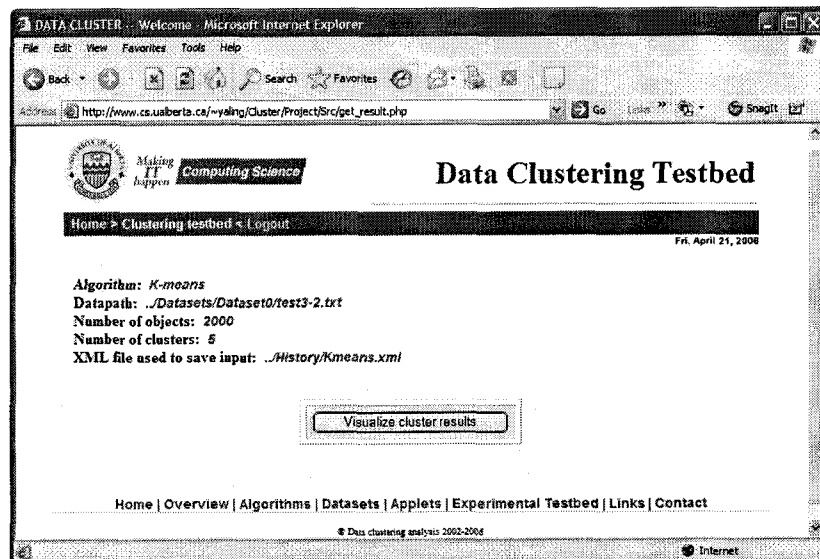 DATA CLUSTER -- Welcome - Microsoft Internet Explorer
File Edit View Favorites Tools Help
Back Search Favorites
Address http://www.cs.ualberta.ca/~yaling/Cluster/Project/Src/get_result.php Go Links » SnagIt
Making IT happen Computing Science
Data Clustering Testbed
Home > Clustering testbed < Logout
Fri. April 21, 2006
Algorithm: K-means
Datapath: ../Datasets/Dataset0/test3-2.txt
Number of objects: 2000
Number of clusters: 5
XML file used to save input: ../History/Kmeans.xml
Visualize cluster results
Home | Overview | Algorithms | Datasets | Applets | Experimental Testbed | Links | Contact
© Data clustering analysis 2002-2006
Internet